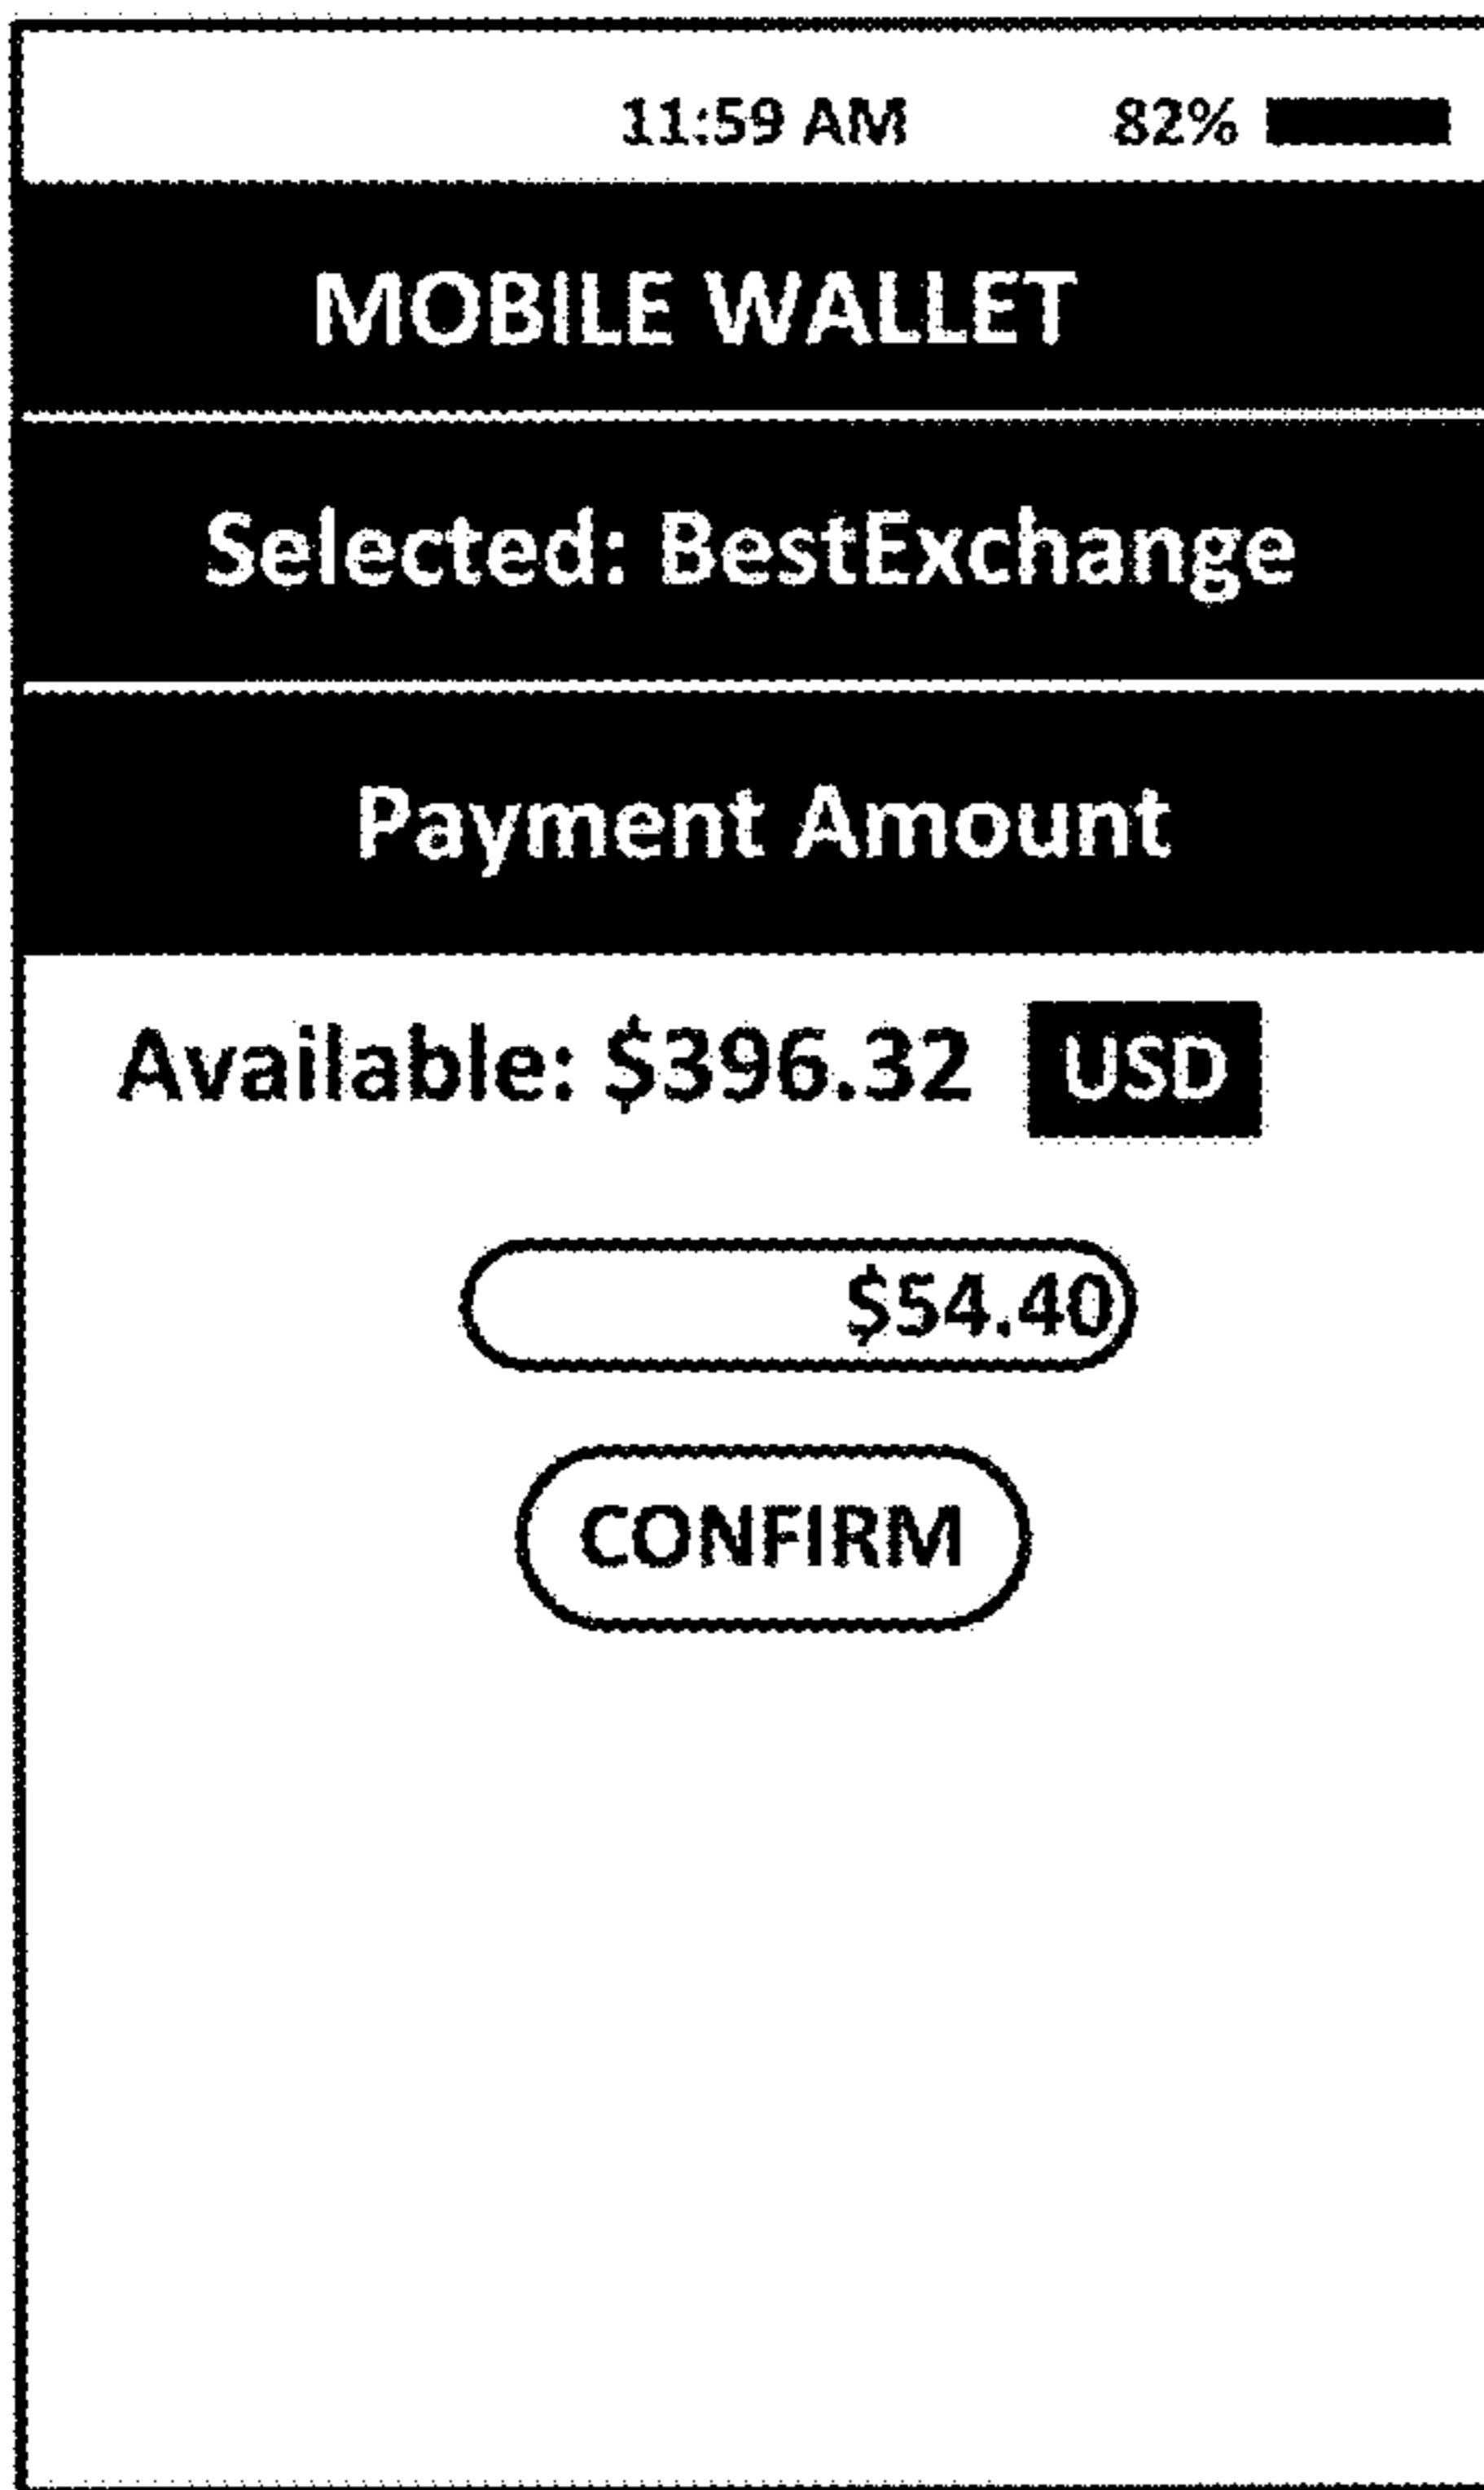 11:59 AM 82%
MOBILE WALLET
Selected: BestExchange
Payment Amount
Available: $396.32 USD
$54.40
CONFIRM